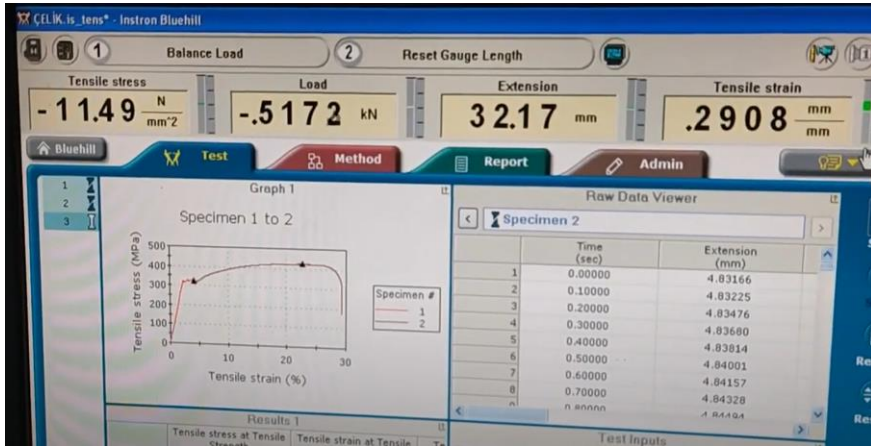 ÇELİK.is_tens* - Instron Bluehill
1 Balance Load 2 Reset Gauge Length
Tensile stress Load Extension Tensile strain
-11.49 N/mm^2 -.5172 kN 32.17 mm .2908 mm/mm
Bluehill Test Method Report Admin
1
2
3
Graph 1
Specimen 1 to 2
Tensile stress (MPa)
500
400
300
200
100
0
0 10 20 30
Tensile strain (%)
Specimen #
1
2
Raw Data Viewer
Specimen 2
Time (sec) Extension (mm)
1 0.00000 4.83166
2 0.10000 4.83225
3 0.20000 4.83476
4 0.30000 4.83680
5 0.40000 4.83814
6 0.50000 4.84001
7 0.60000 4.84157
8 0.70000 4.84328
0.80000
Results 1
Tensile stress at Tensile Strength Tensile strain at Tensile
Test Inputs
Re
Res